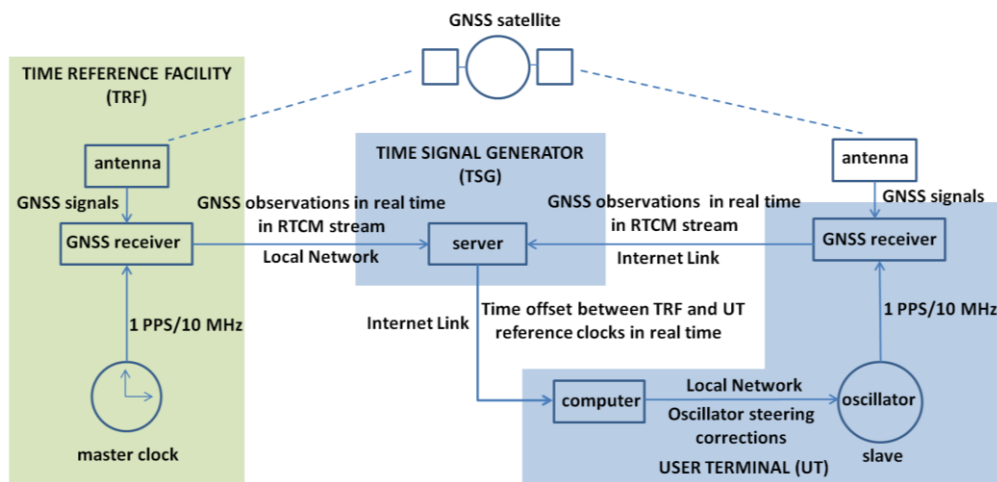 GNSS satellite
TIME REFERENCE FACILITY
(TRF)
antenna
GNSS signals
GNSS receiver
1 PPS/10 MHz
master clock
GNSS observations in real time
in RTCM stream
Local Network
TIME SIGNAL GENERATOR
(TSG)
server
Internet Link
Time offset between TRF and UT
reference clocks in real time
GNSS observations in real time
in RTCM stream
Internet Link
antenna
GNSS signals
GNSS receiver
1 PPS/10 MHz
computer
Local Network
Oscillator steering
corrections
oscillator
slave
USER TERMINAL (UT)